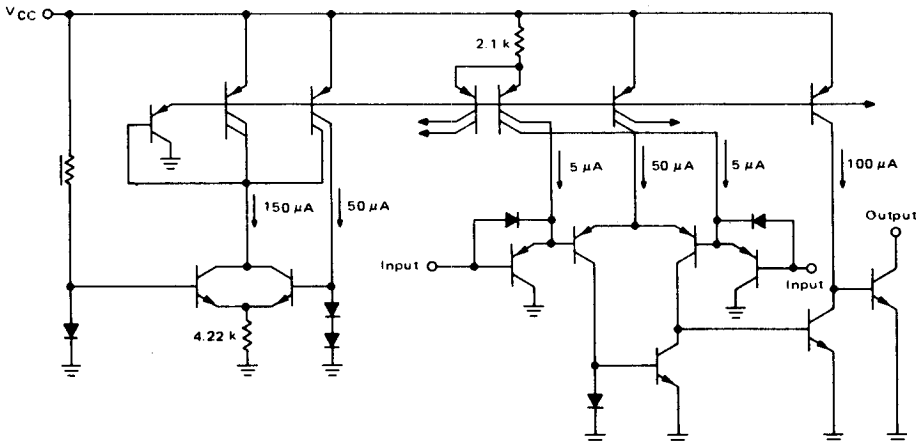 VCC
2.1 k
5 μA
50 μA
5 μA
100 μA
150 μA
50 μA
Output
Input
Input
4.22 k